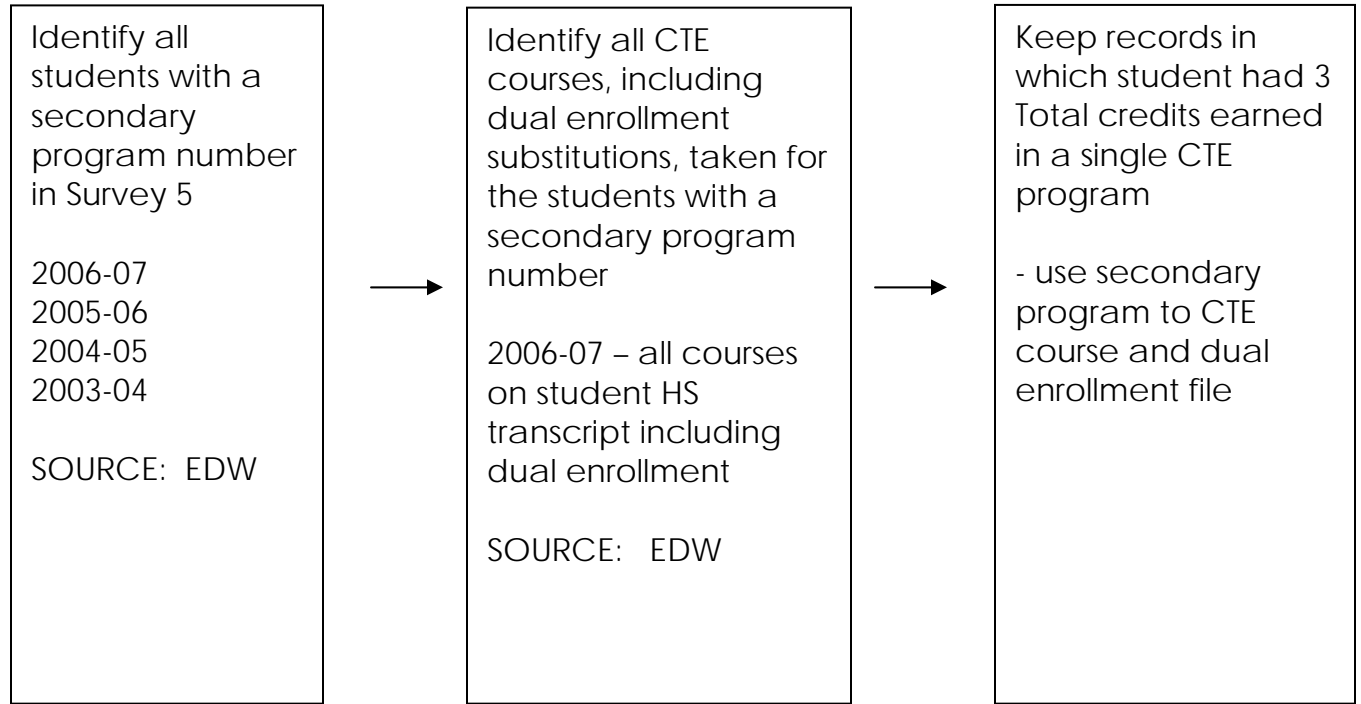 Identify all
students with a
secondary
program number
in Survey 5
2006-07
2005-06
2004-05
2003-04
SOURCE: EDW
Identify all CTE
courses, including
dual enrollment
substitutions, taken for
the students with a
secondary program
number
2006-07 – all courses
on student HS
transcript including
dual enrollment
SOURCE: EDW
Keep records in
which student had 3
Total credits earned
in a single CTE
program
- use secondary
program to CTE
course and dual
enrollment file